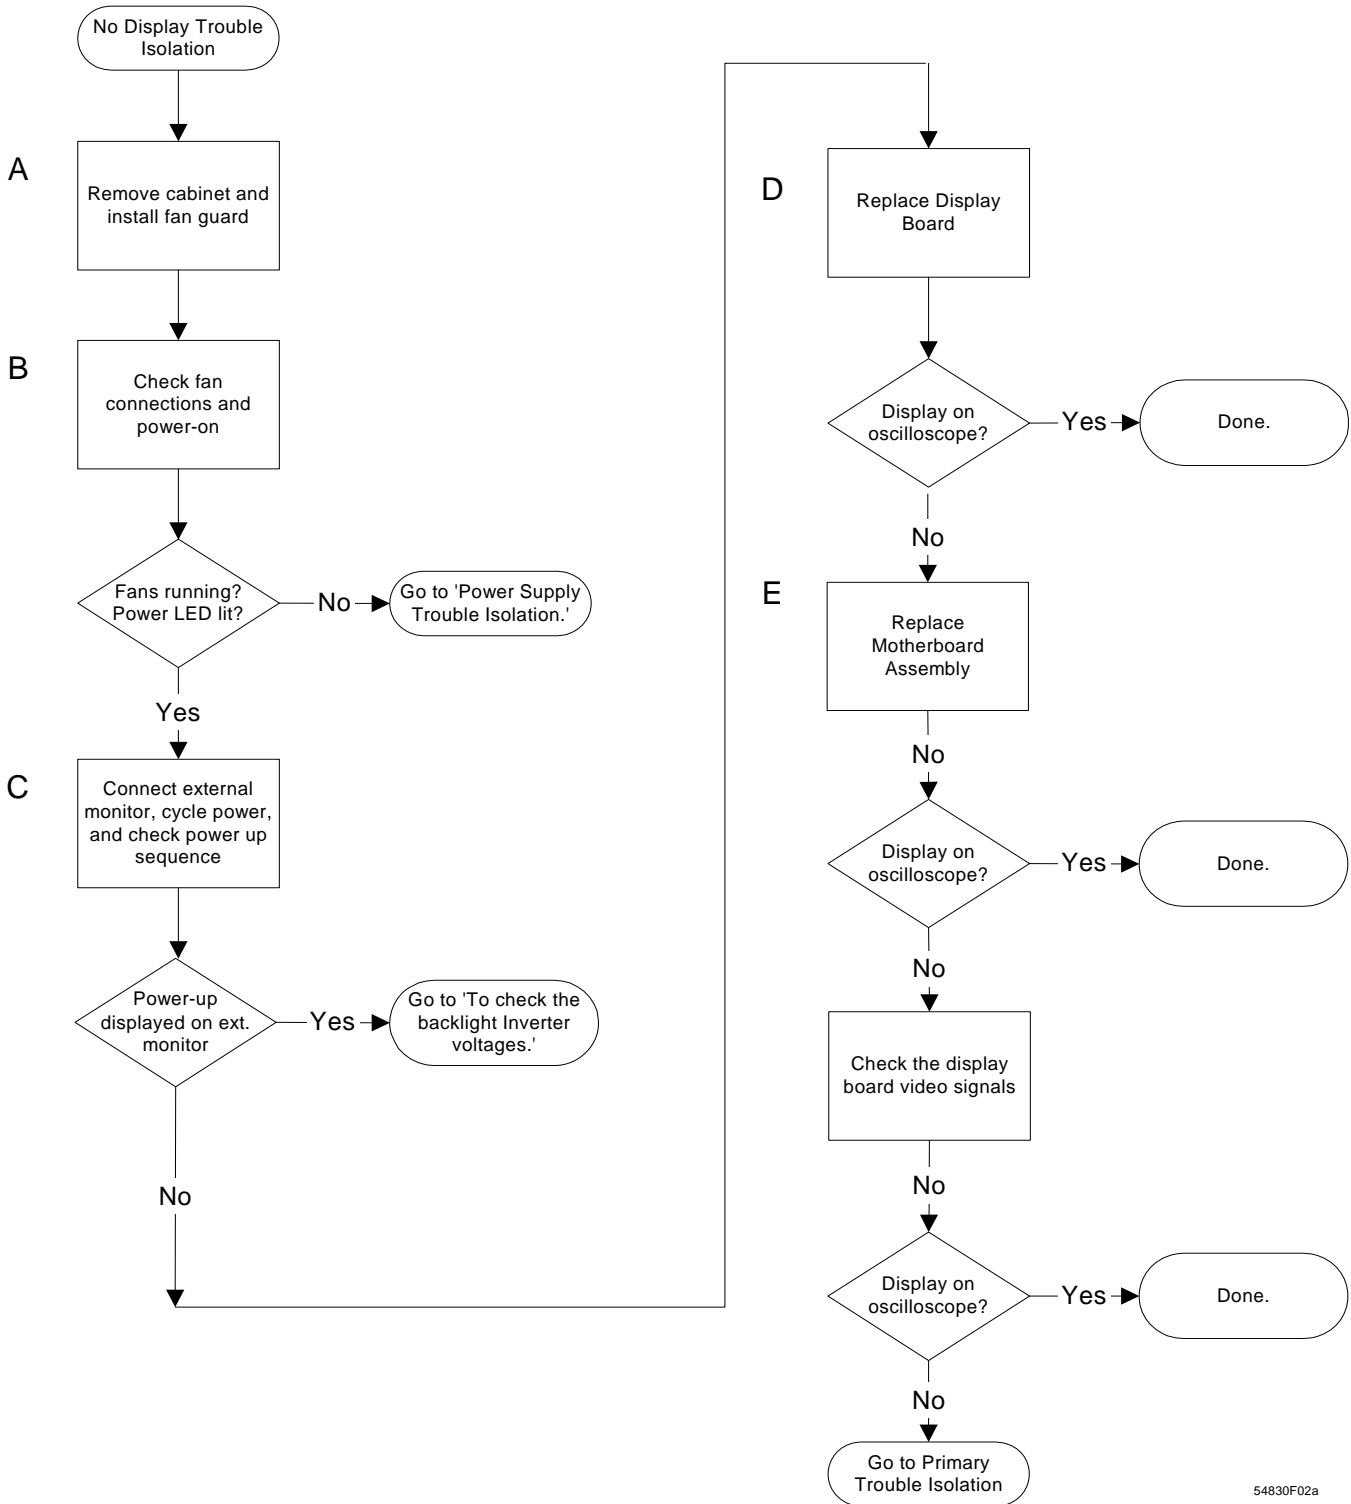 No Display Trouble
Isolation
A
Remove cabinet and
install fan guard
B
Check fan
connections and
power-on
Fans running?
Power LED lit?
No
Go to 'Power Supply
Trouble Isolation.'
Yes
C
Connect external
monitor, cycle power,
and check power up
sequence
Power-up
displayed on ext.
monitor
Yes
Go to 'To check the
backlight Inverter
voltages.'
No
D
Replace Display
Board
Display on
oscilloscope?
Yes
Done.
No
E
Replace
Motherboard
Assembly
No
Display on
oscilloscope?
Yes
Done.
No
Check the display
board video signals
No
Display on
oscilloscope?
Yes
Done.
No
Go to Primary
Trouble Isolation
54830F02a